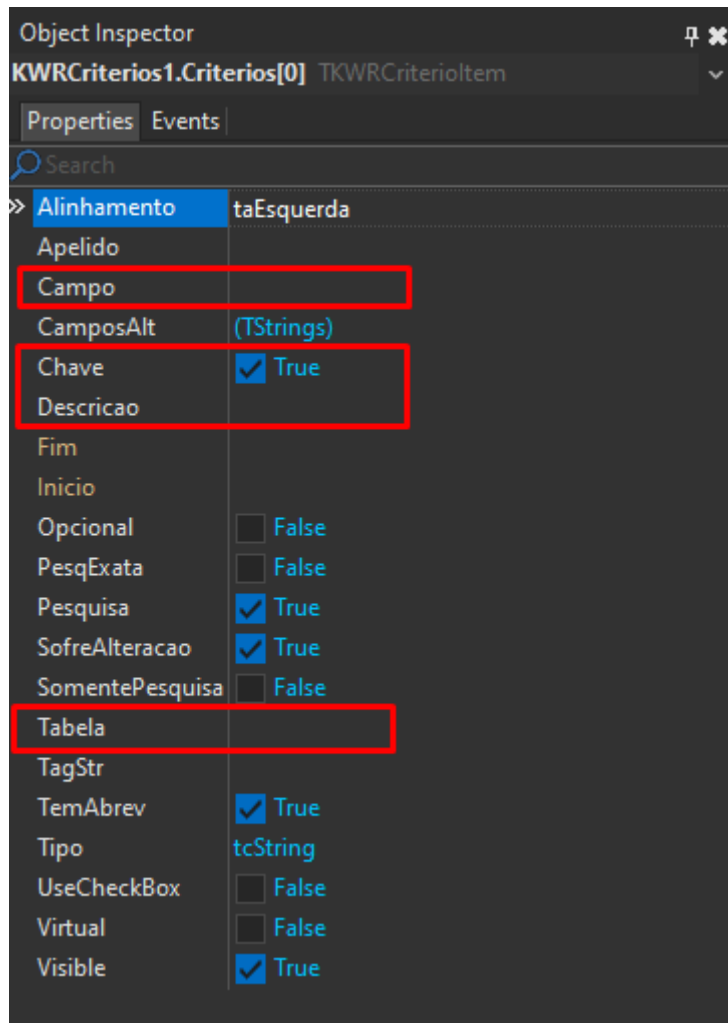 Object Inspector
KWRCriterios1.Criterios[0] TKWRCriterioItem
Properties Events
Search
Alinhamento taEsquerda
Apelido
Campo
CamposAlt (TStrings)
Chave True
Descricao
Fim
Inicio
Opcional False
PesqExata False
Pesquisa True
SofreAlteracao True
SomentePesquisa False
Tabela
TagStr
TemAbrev True
Tipo tcString
UseCheckBox False
Virtual False
Visible True